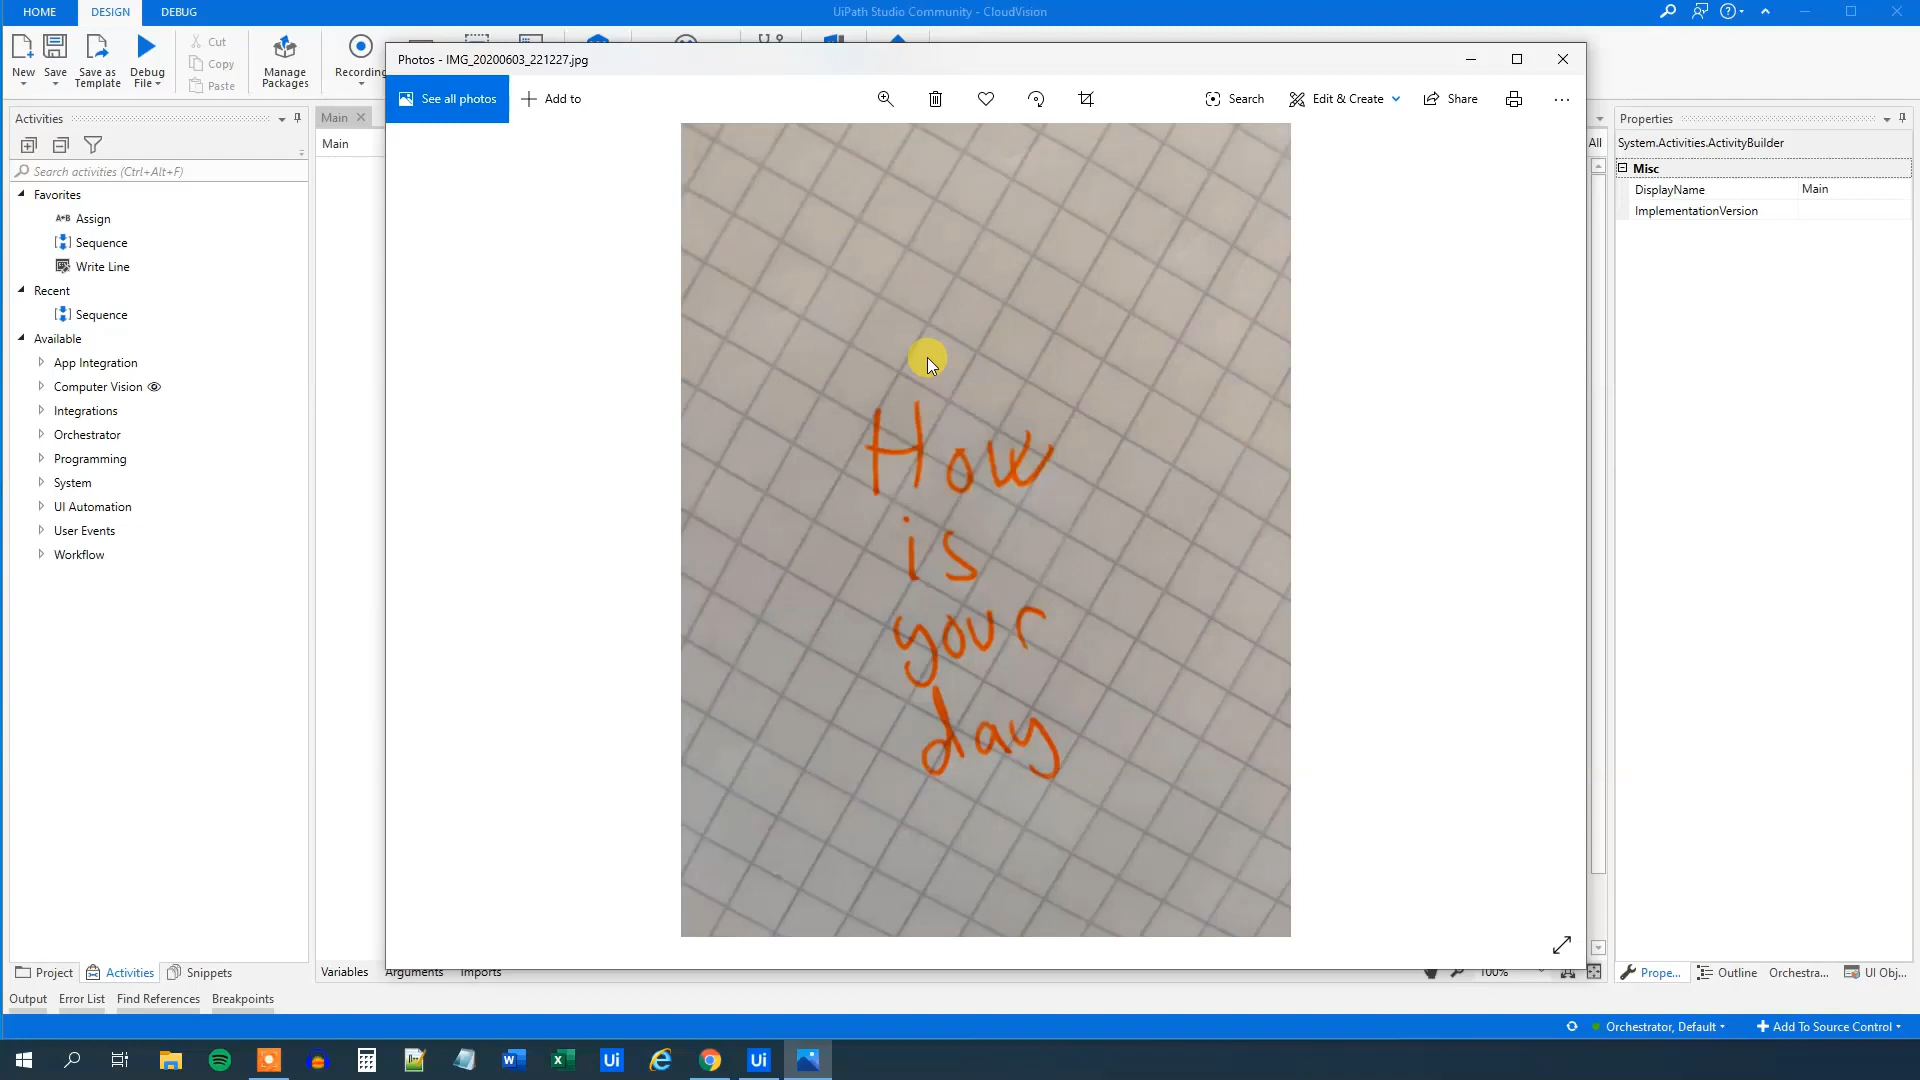 HOME DESIGN DEBUG UiPath Studio Community - CloudVision
New Save Save as Template Debug File Cut Copy Paste Manage Packages Recording
Photos - IMG_20200603_221227.jpg
See all photos Add to Search Edit & Create Share
Activities
Search activities (Ctrl+Alt+F)
Favorites
Assign
Sequence
Write Line
Recent
Sequence
Available
App Integration
Computer Vision
Integrations
Orchestrator
Programming
System
UI Automation
User Events
Workflow
Main
Main
How
is
your
day
All
Properties
System.Activities.ActivityBuilder
Misc
DisplayName Main
ImplementationVersion
Project Activities Snippets Variables Arguments Imports 100% Prope... Outline Orchestra... UI Obj...
Output Error List Find References Breakpoints
Orchestrator, Default Add To Source Control
Ui Ui